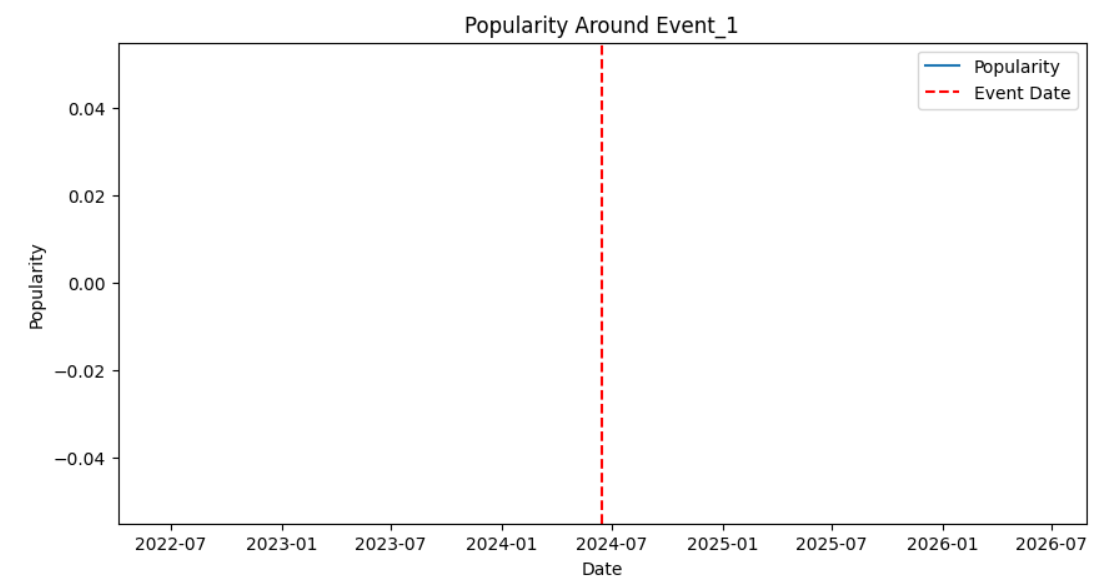 Popularity Around Event_1
Popularity
Event Date
0.04
0.02
0.00
−0.02
−0.04
Popularity
2022-07 2023-01 2023-07 2024-01 2024-07 2025-01 2025-07 2026-01 2026-07
Date